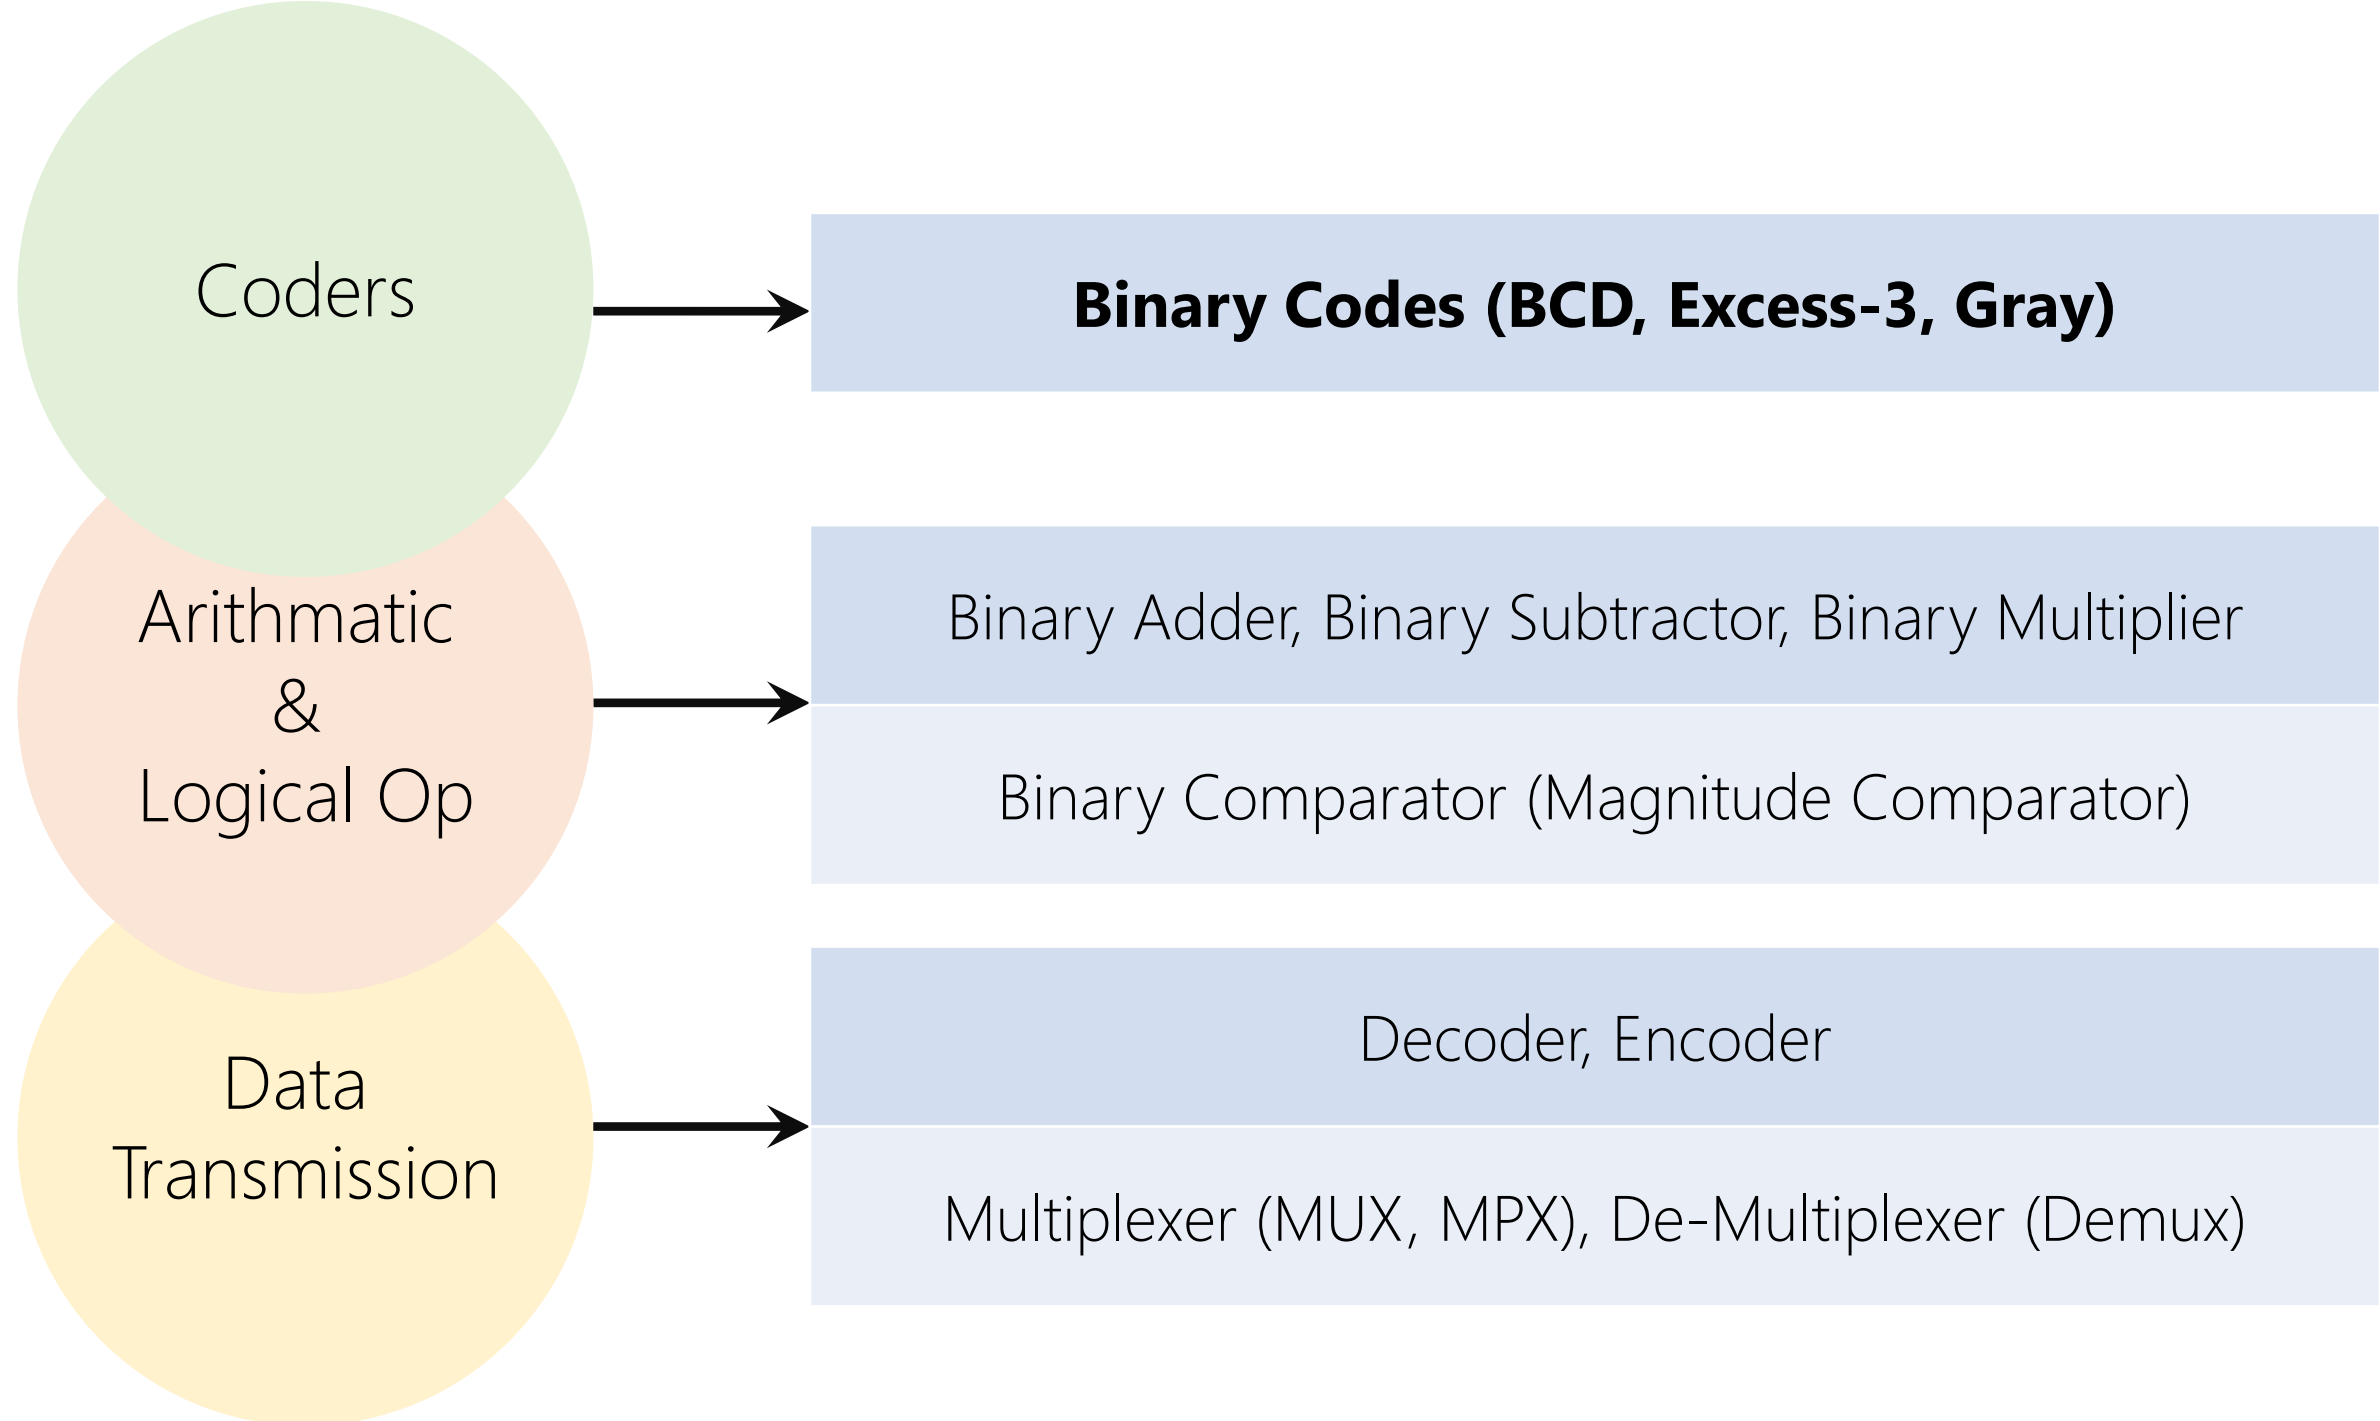 Coders
Binary Codes (BCD, Excess-3, Gray)
Arithmatic
&
Logical Op
Binary Adder, Binary Subtractor, Binary Multiplier
Binary Comparator (Magnitude Comparator)
Data
Transmission
Decoder, Encoder
Multiplexer (MUX, MPX), De-Multiplexer (Demux)